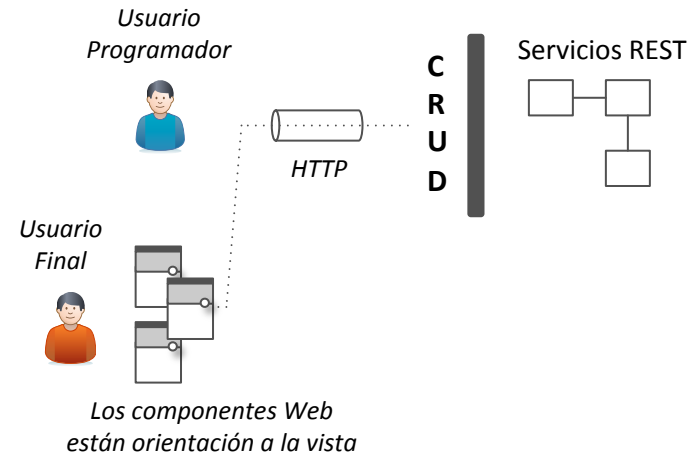 Usuario
Programador
Servicios REST
C
R
U
D
HTTP
Usuario
Final
Los componentes Web
están orientación a la vista